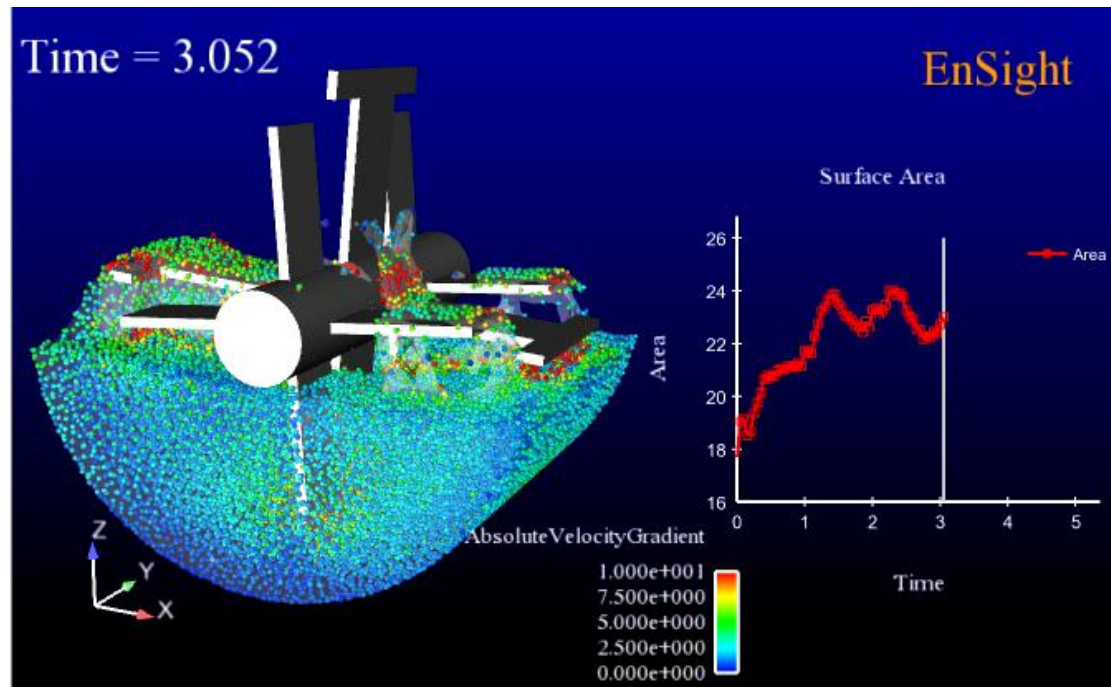 Time = 3.052
EnSight
Surface Area
26
24
22
20
18
16
Area
Area
0
1
2
3
4
5
Time
AbsoluteVelocityGradient
1.000e+001
7.500e+000
5.000e+000
2.500e+000
0.000e+000
Z
Y
X